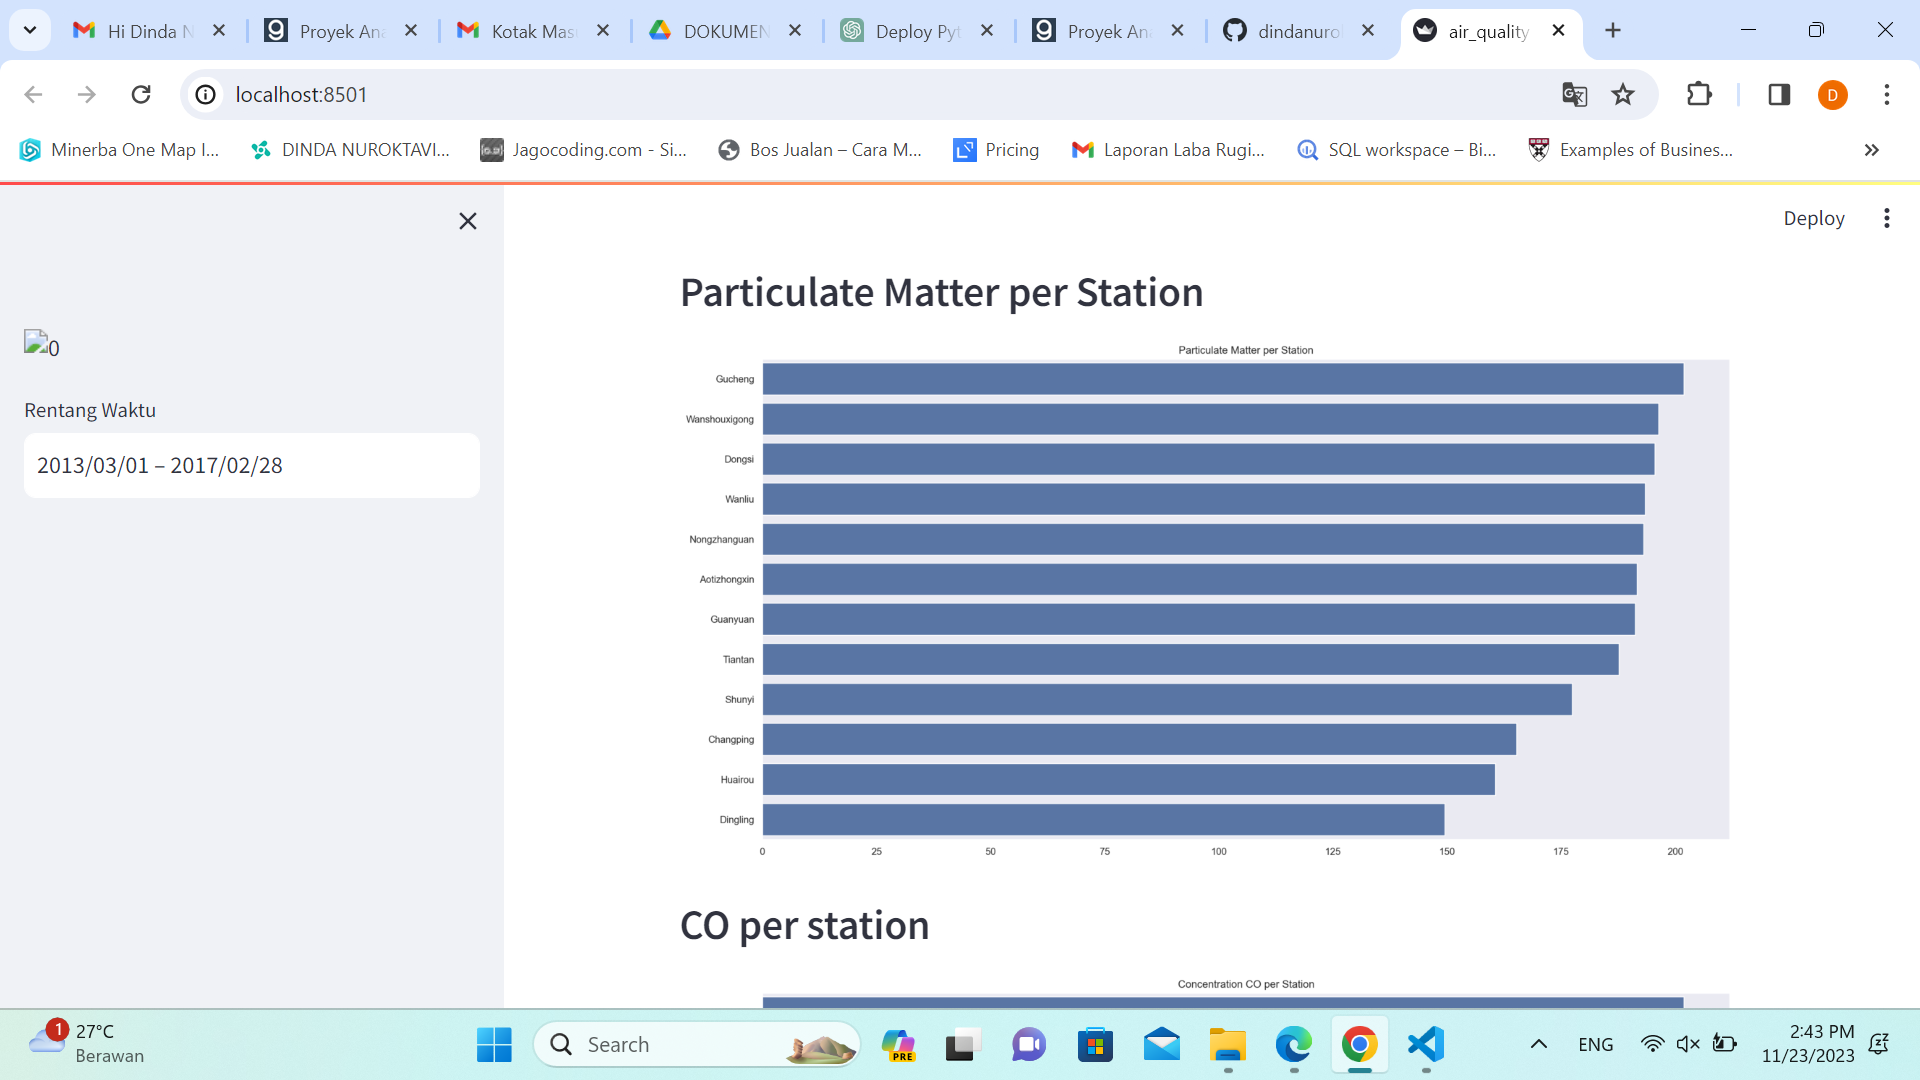 Hi Dinda N
Proyek Ana
Kotak Mas
DOKUMEN
Deploy Pyt
Proyek An
dindanuro
air_quality
localhost:8501
D
Minerba One Map I...
DINDA NUROKTAVI...
Jagocoding.com - Si...
Bos Jualan – Cara M...
Pricing
Laporan Laba Rugi...
SQL workspace – Bi...
Examples of Busines...
Deploy
0
Rentang Waktu
2013/03/01 – 2017/02/28
Particulate Matter per Station
Particulate Matter per Station
Gucheng
Wanshouxigong
Dongsi
Wanliu
Nongzhanguan
Aotizhongxin
Guanyuan
Tiantan
Shunyi
Changping
Huairou
Dingling
0 25 50 75 100 125 150 175 200
CO per station
Concentration CO per Station
1
27°C
Berawan
Search
PRE
ENG
2:43 PM
11/23/2023